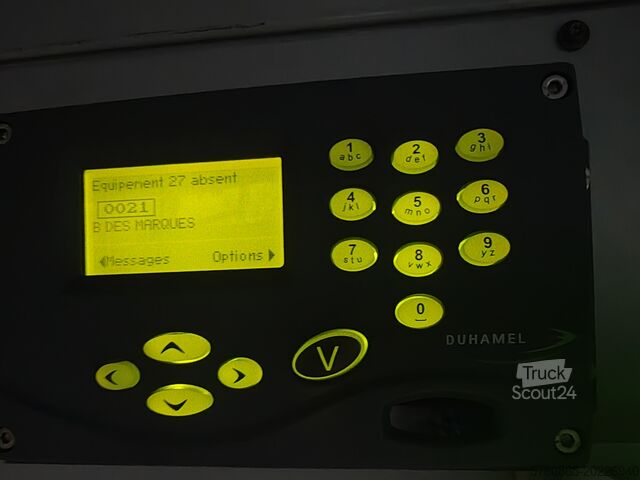 Equipement 27 absent
0021
B DES MARQUES
Messages
Options
1
abc
2
def
3
ghi
4
jkl
5
mno
6
pqr
7
stu
8
vwx
9
yz
0
V
DUHAMEL
Truck
Scout24